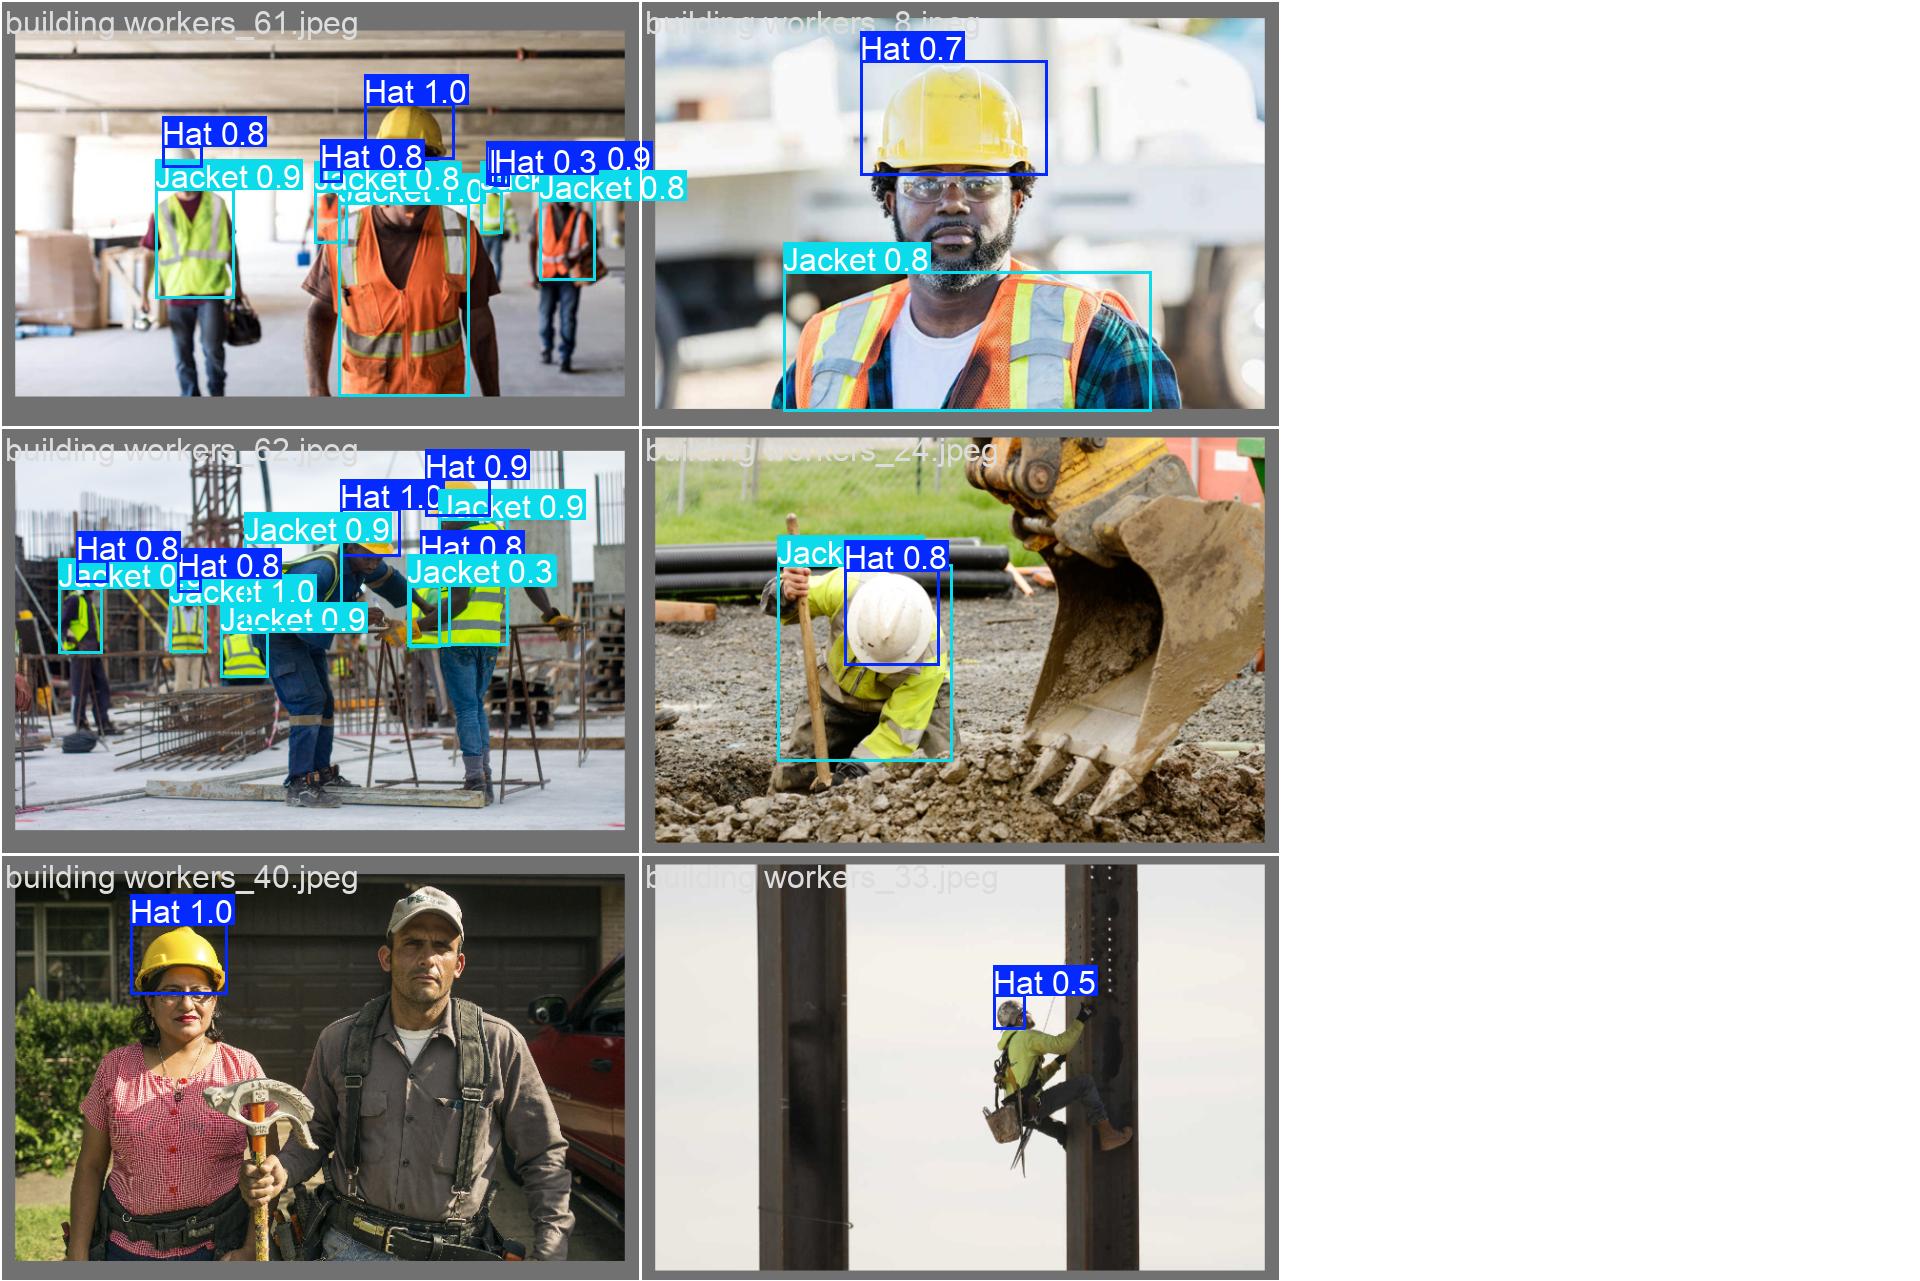 building workers_61.jpeg
Hat 1.0
Hat 0.8
Hat 0.8
Hat 0.3
0.9
Jacket 0.9
Jacket 0.8
Jacket 1.0
Jack
Jacket 0.8
building workers_8.jpeg
Hat 0.7
Jacket 0.8
building workers_62.jpeg
Hat 0.9
Hat 1.0
Jacket 0.9
Jacket 0.9
Hat 0.8
Hat 0.8
Hat 0.8
Jacket 0.
Jacket 0.3
Jacket 1.0
Jacket 0.9
building workers_24.jpeg
Jack
Hat 0.8
building workers_40.jpeg
Hat 1.0
building workers_33.jpeg
Hat 0.5